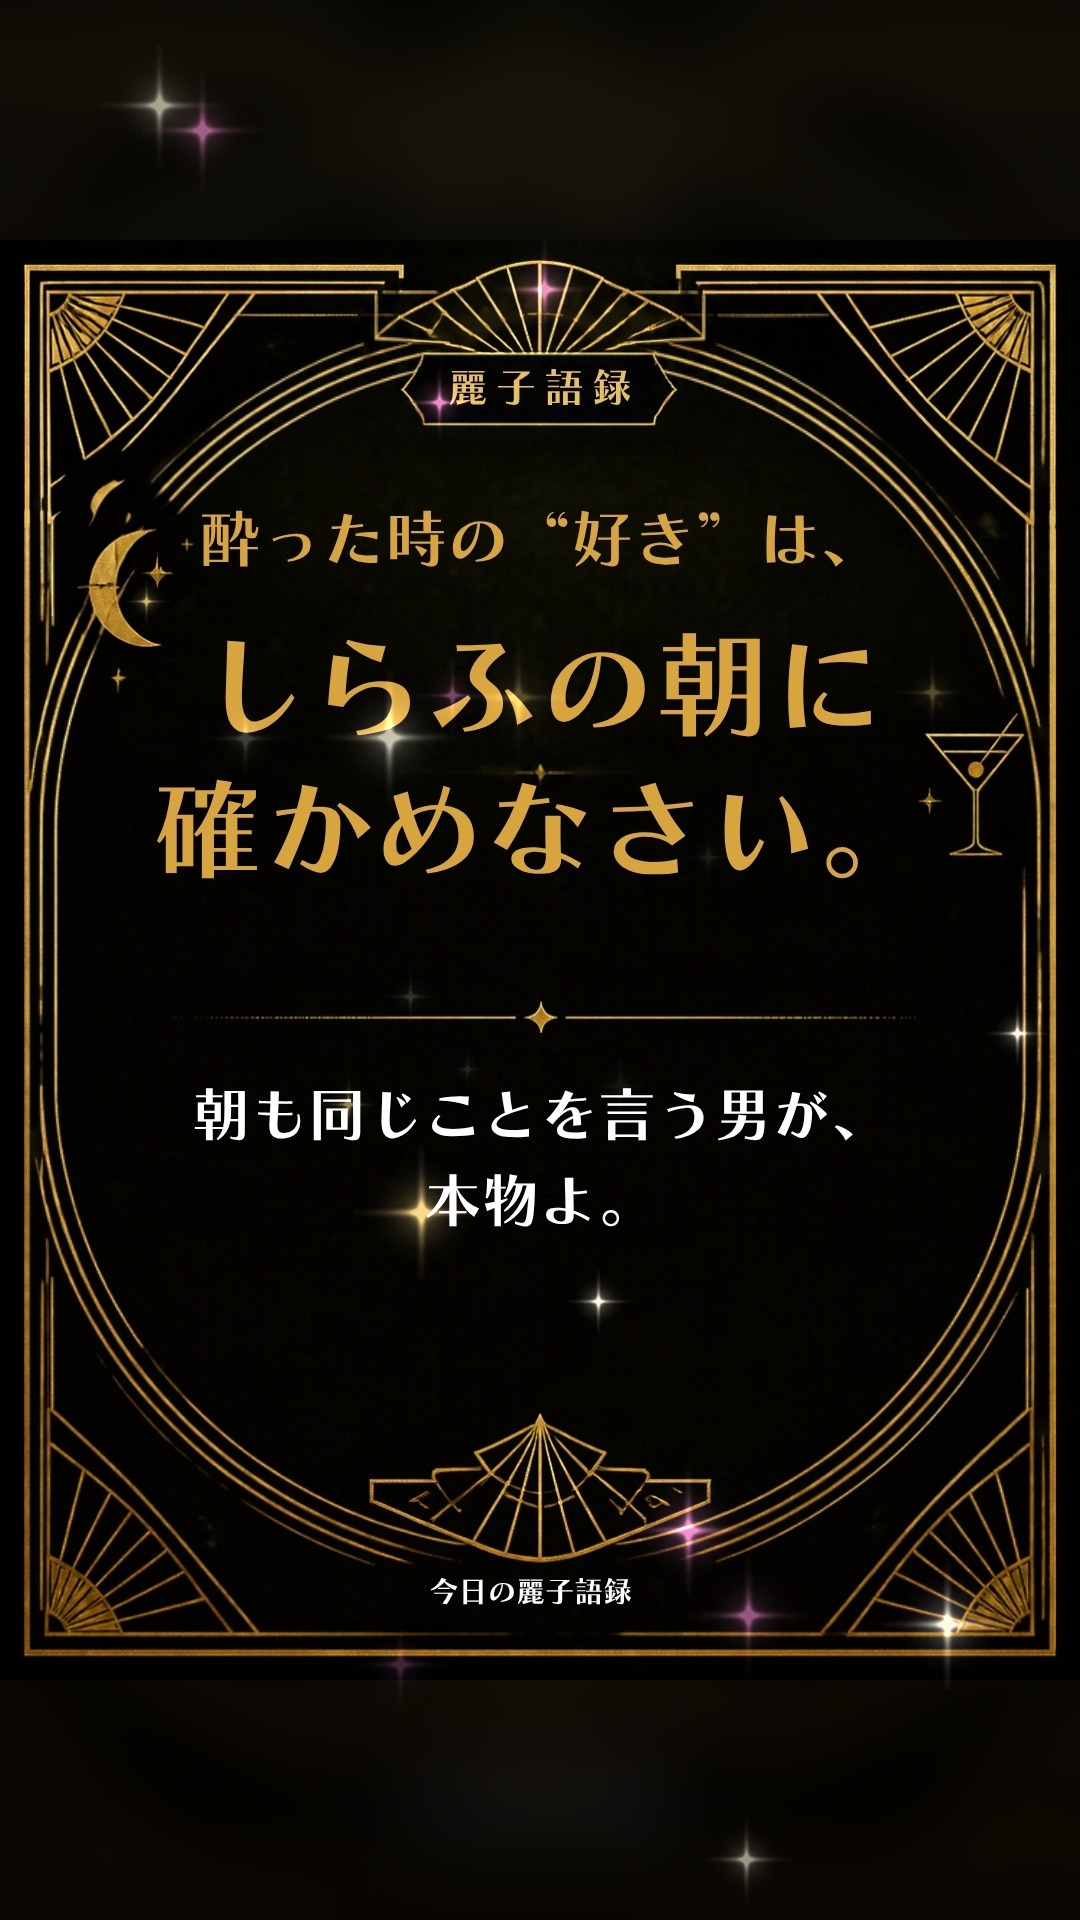 麗子語録
酔った時の“好き”は、
しらふの朝に
確かめなさい。
朝も同じことを言う男が、
本物よ。
今日の麗子語録